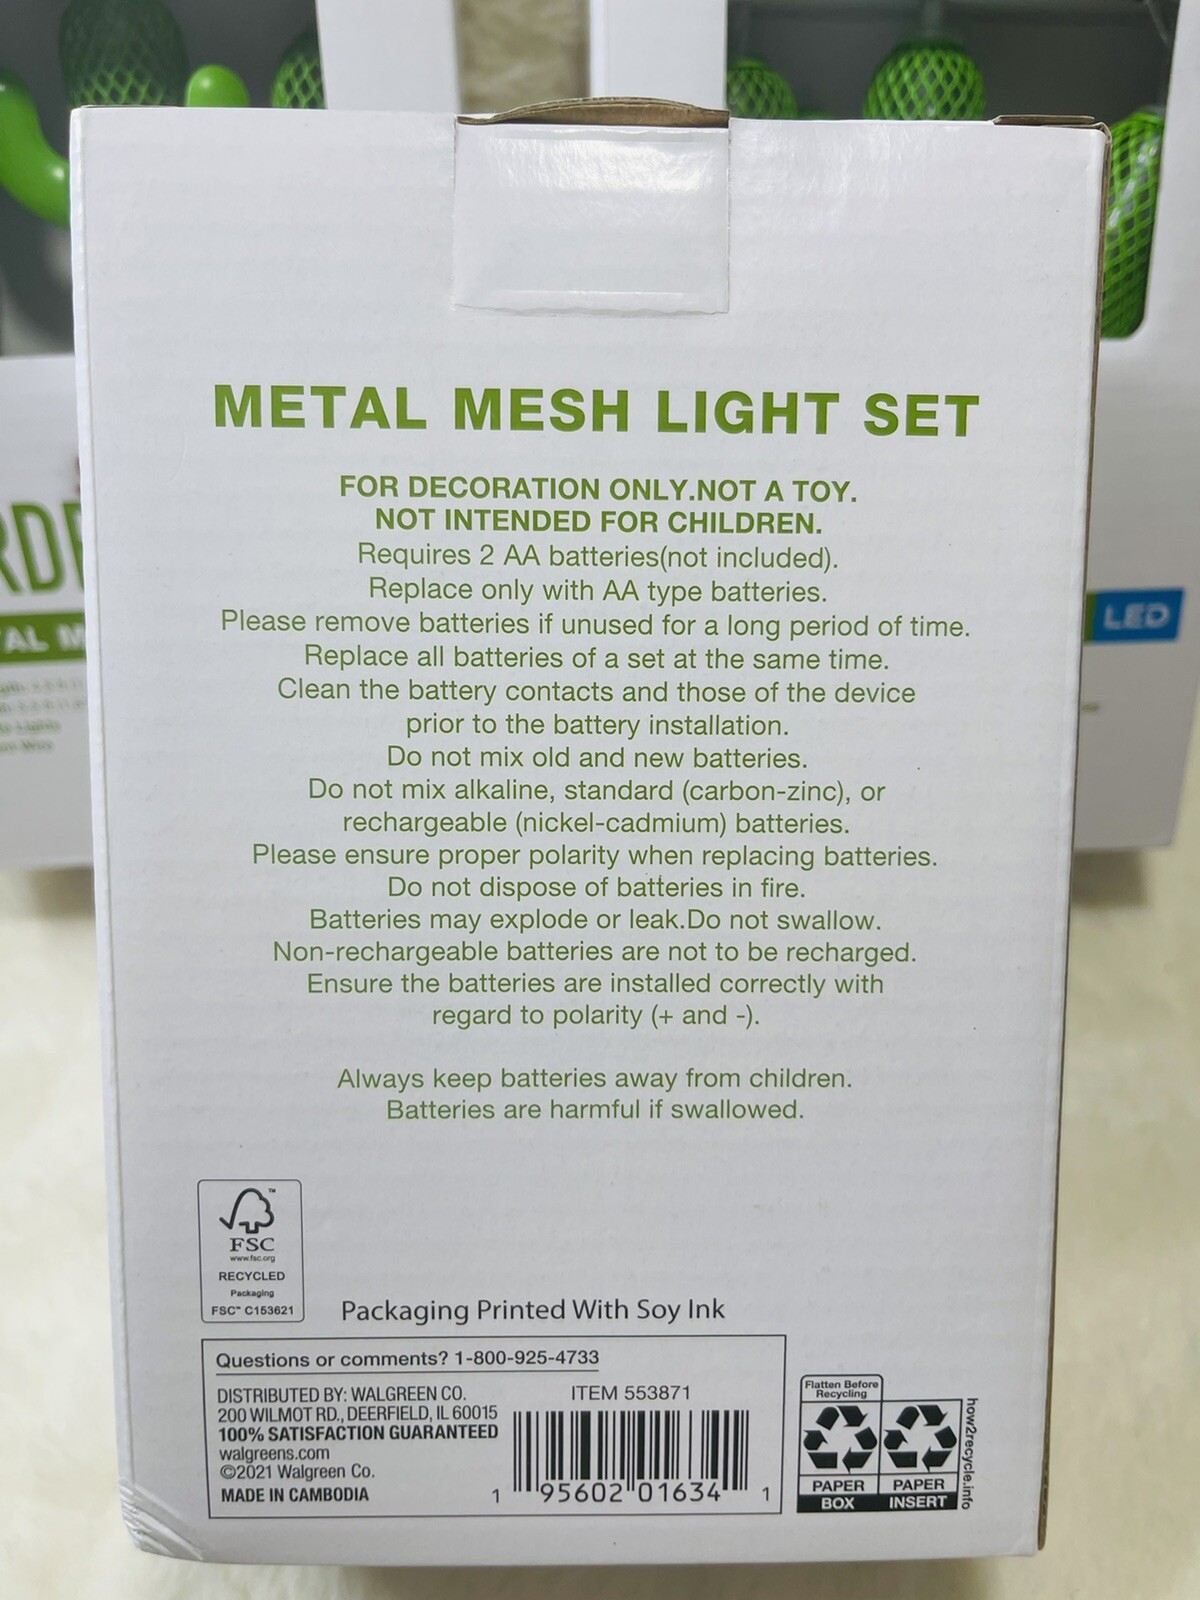 METAL MESH LIGHT SET
FOR DECORATION ONLY.NOT A TOY.
NOT INTENDED FOR CHILDREN.
Requires 2 AA batteries(not included).
Replace only with AA type batteries.
Please remove batteries if unused for a long period of time.
Replace all batteries of a set at the same time.
Clean the battery contacts and those of the device
prior to the battery installation.
Do not mix old and new batteries.
Do not mix alkaline, standard (carbon-zinc), or
rechargeable (nickel-cadmium) batteries.
Please ensure proper polarity when replacing batteries.
Do not dispose of batteries in fire.
Batteries may explode or leak.Do not swallow.
Non-rechargeable batteries are not to be recharged.
Ensure the batteries are installed correctly with
regard to polarity (+ and -).
Always keep batteries away from children.
Batteries are harmful if swallowed.
FSC
www.fsc.org
RECYCLED
Packaging
FSC™ C153621
Packaging Printed With Soy Ink
Questions or comments? 1-800-925-4733
DISTRIBUTED BY: WALGREEN CO.
200 WILMOT RD., DEERFIELD, IL 60015
100% SATISFACTION GUARANTEED
walgreens.com
©2021 Walgreen Co.
MADE IN CAMBODIA
ITEM 553871
1 95602 01634 1
Flatten Before
Recycling
PAPER
BOX
PAPER
INSERT
how2recycle.info
LED